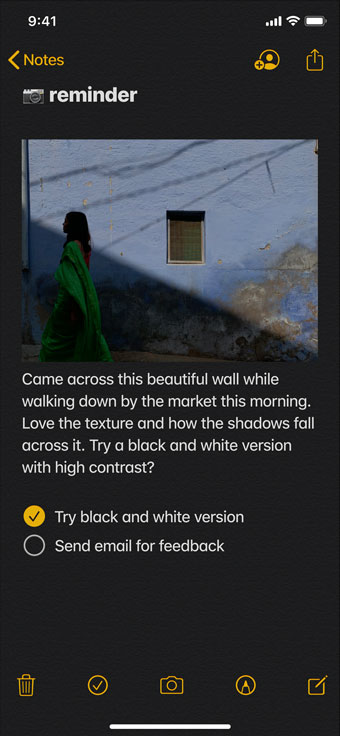 9:41
Notes
📷 reminder
Came across this beautiful wall while
walking down by the market this morning.
Love the texture and how the shadows fall
across it. Try a black and white version
with high contrast?
Try black and white version
Send email for feedback